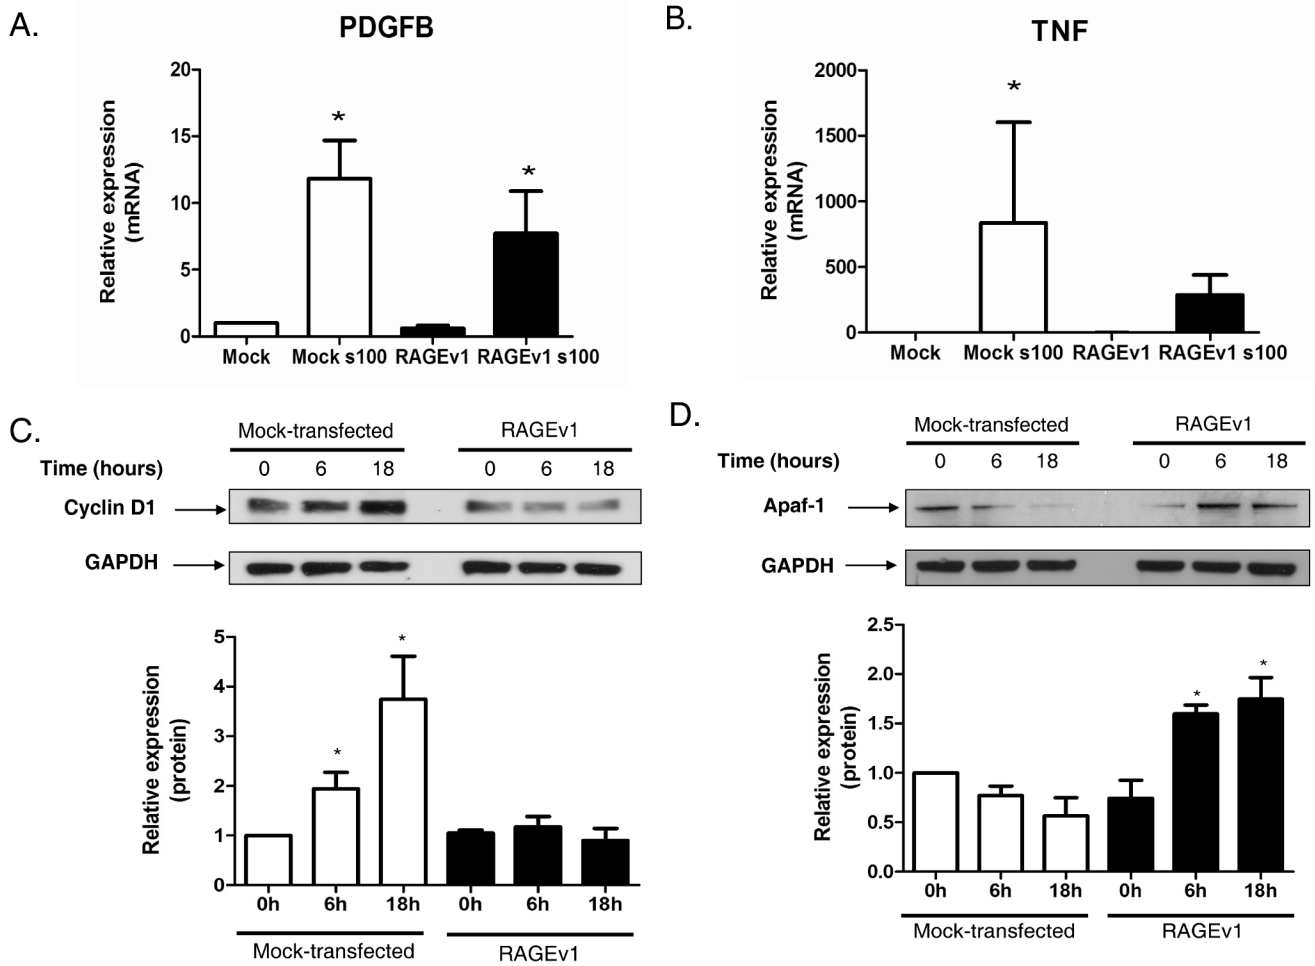 A.
PDGFB
20
15
10
5
0
Relative expression
(mRNA)
*
*
Mock Mock s100 RAGEv1 RAGEv1 s100
B.
TNF
2000
1500
1000
500
0
Relative expression
(mRNA)
*
Mock Mock s100 RAGEv1 RAGEv1 s100
C.
Mock-transfected RAGEv1
Time (hours) 0 6 18 0 6 18
Cyclin D1
GAPDH
5
4
3
2
1
0
Relative expression
(protein)
*
*
0h 6h 18h 0h 6h 18h
Mock-transfected RAGEv1
D.
Mock-transfected RAGEv1
Time (hours) 0 6 18 0 6 18
Apaf-1
GAPDH
2.5
2.0
1.5
1.0
0.5
0.0
Relative expression
(protein)
*
*
0h 6h 18h 0h 6h 18h
Mock-transfected RAGEv1